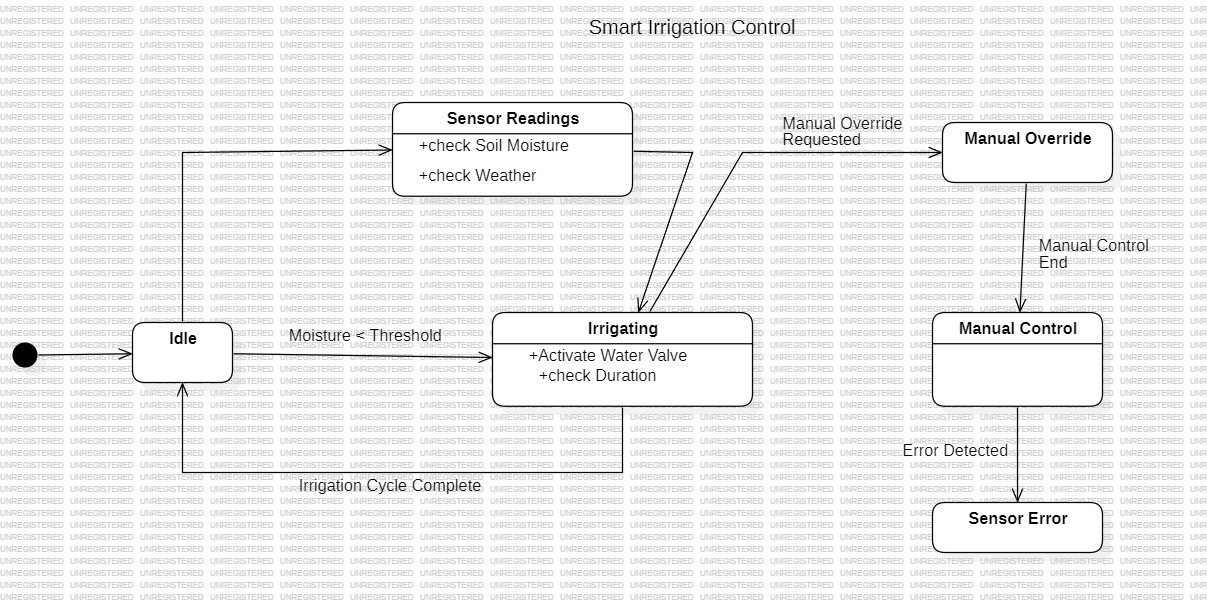 Smart Irrigation Control
Sensor Readings
+check Soil Moisture
+check Weather
Manual Override
Requested
Manual Override
Manual Control
End
Idle
Moisture < Threshold
Irrigating
+Activate Water Valve
+check Duration
Manual Control
Error Detected
Irrigation Cycle Complete
Sensor Error
UNREGISTERED